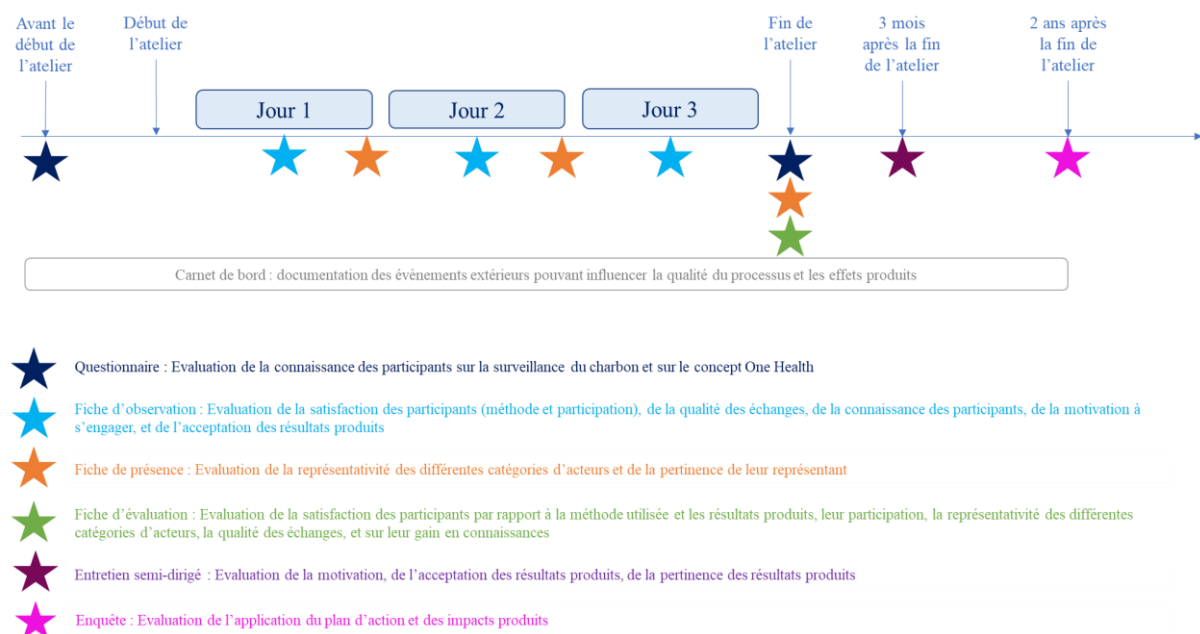 Avant le
début de
l'atelier
Début de
l'atelier
Fin de
l'atelier
3 mois
après la fin
de l'atelier
2 ans après
la fin de
l'atelier
Jour 1
Jour 2
Jour 3
Carnet de bord : documentation des évènements extérieurs pouvant influencer la qualité du processus et les effets produits
Questionnaire : Evaluation de la connaissance des participants sur la surveillance du charbon et sur le concept One Health
Fiche d'observation : Evaluation de la satisfaction des participants (méthode et participation), de la qualité des échanges, de la connaissance des participants, de la motivation à
s'engager, et de l'acceptation des résultats produits
Fiche de présence : Evaluation de la représentativité des différentes catégories d'acteurs et de la pertinence de leur représentant
Fiche d'évaluation : Evaluation de la satisfaction des participants par rapport à la méthode utilisée et les résultats produits, leur participation, la représentativité des différentes
catégories d'acteurs, la qualité des échanges, et sur leur gain en connaissances
Entretien semi-dirigé : Evaluation de la motivation, de l'acceptation des résultats produits, de la pertinence des résultats produits
Enquête : Evaluation de l'application du plan d'action et des impacts produits